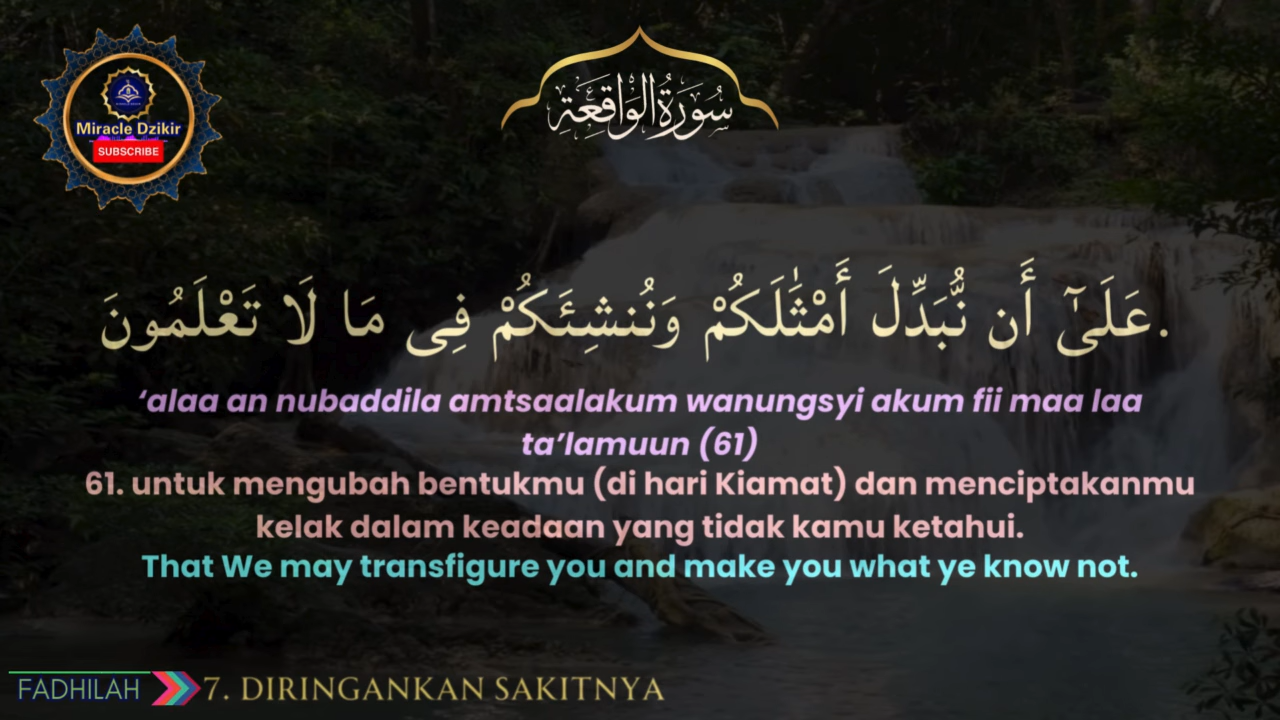 Miracle Dzikir
SUBSCRIBE
سُورَةُ الْوَاقِعَةِ
عَلَىٰٓ أَن نُّبَدِّلَ أَمْثَٰلَكُمْ وَنُنشِئَكُمْ فِى مَا لَا تَعْلَمُونَ.
‘alaa an nubaddila amtsaalakum wanungsyi akum fii maa laa
ta’lamuun (61)
61. untuk mengubah bentukmu (di hari Kiamat) dan menciptakanmu
kelak dalam keadaan yang tidak kamu ketahui.
That We may transfigure you and make you what ye know not.
FADHILAH 7. DIRINGANKAN SAKITNYA